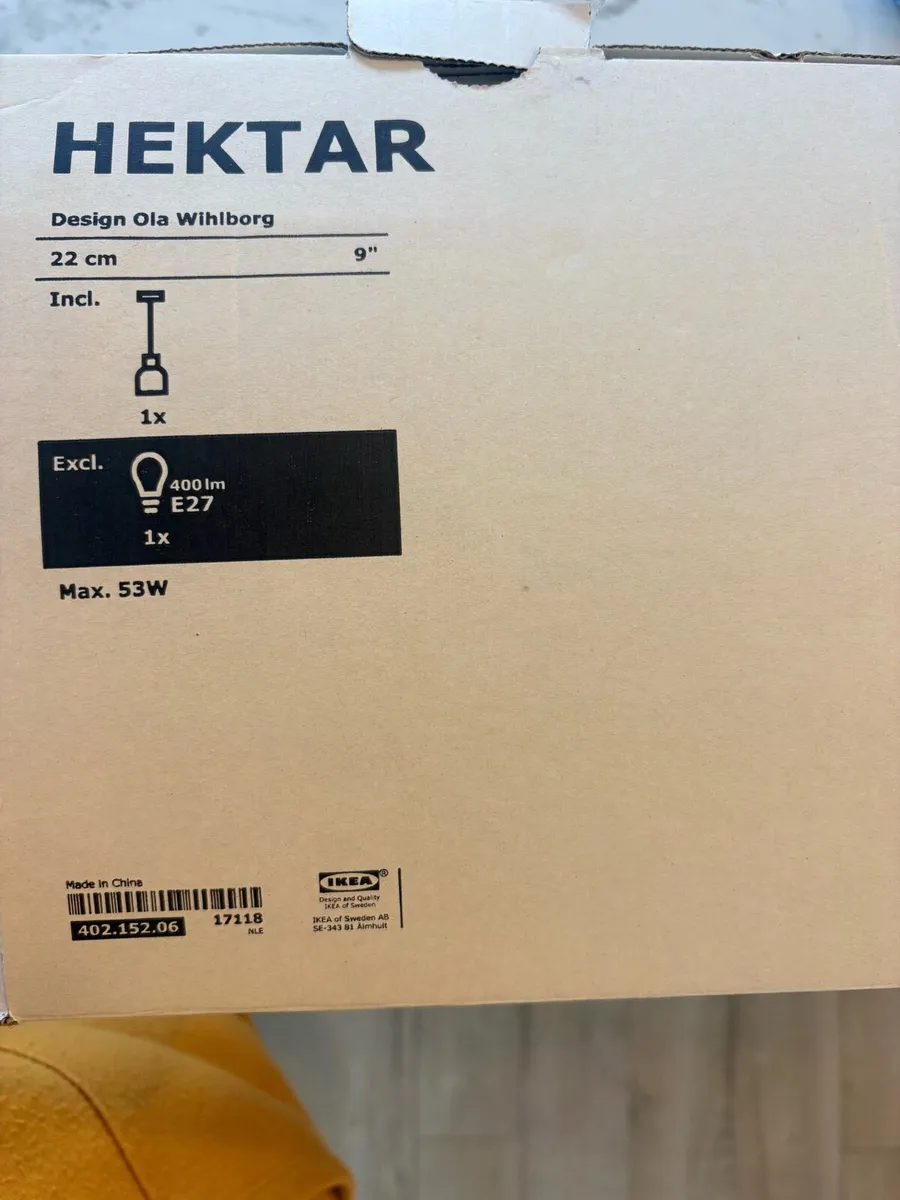 HEKTAR
Design Ola Wihlborg
22 cm 9"
Incl.
1x
Excl.
400 lm
E27
1x
Max. 53W
Made in China
402.152.06
17118
NLE
IKEA®
Design and Quality
IKEA of Sweden
IKEA of Sweden AB
SE-343 81 Älmhult